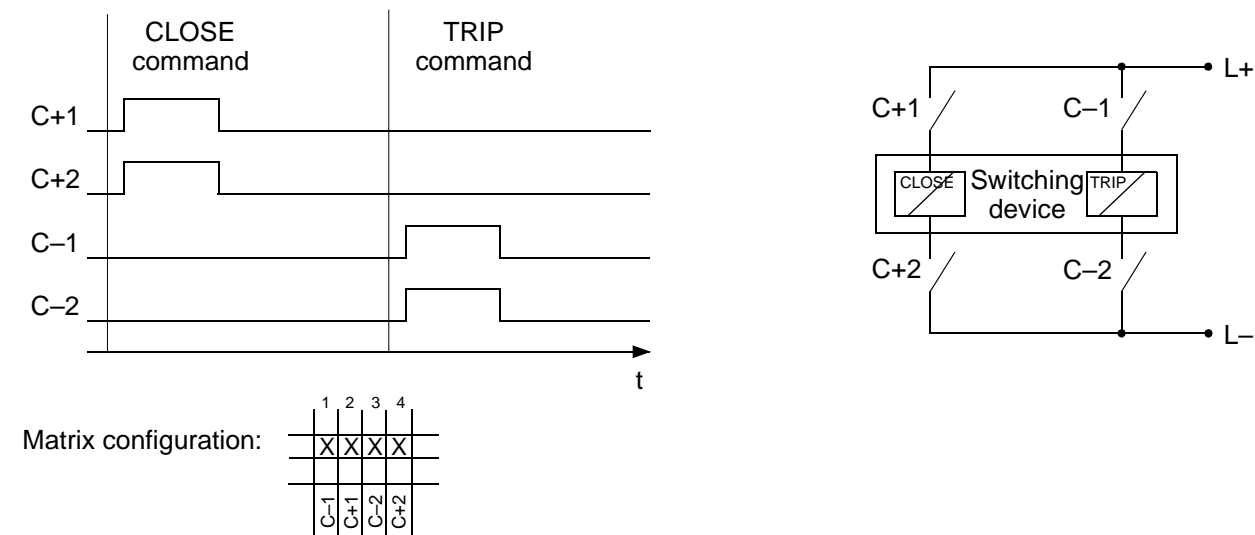 CLOSE
command
TRIP
command
C+1
C+2
C–1
C–2
t
L+
C+1
C–1
CLOSE
Switching
device
TRIP
C+2
C–2
L–
Matrix configuration:
1 2 3 4
X X X X
C–1 C+1 C–2 C+2